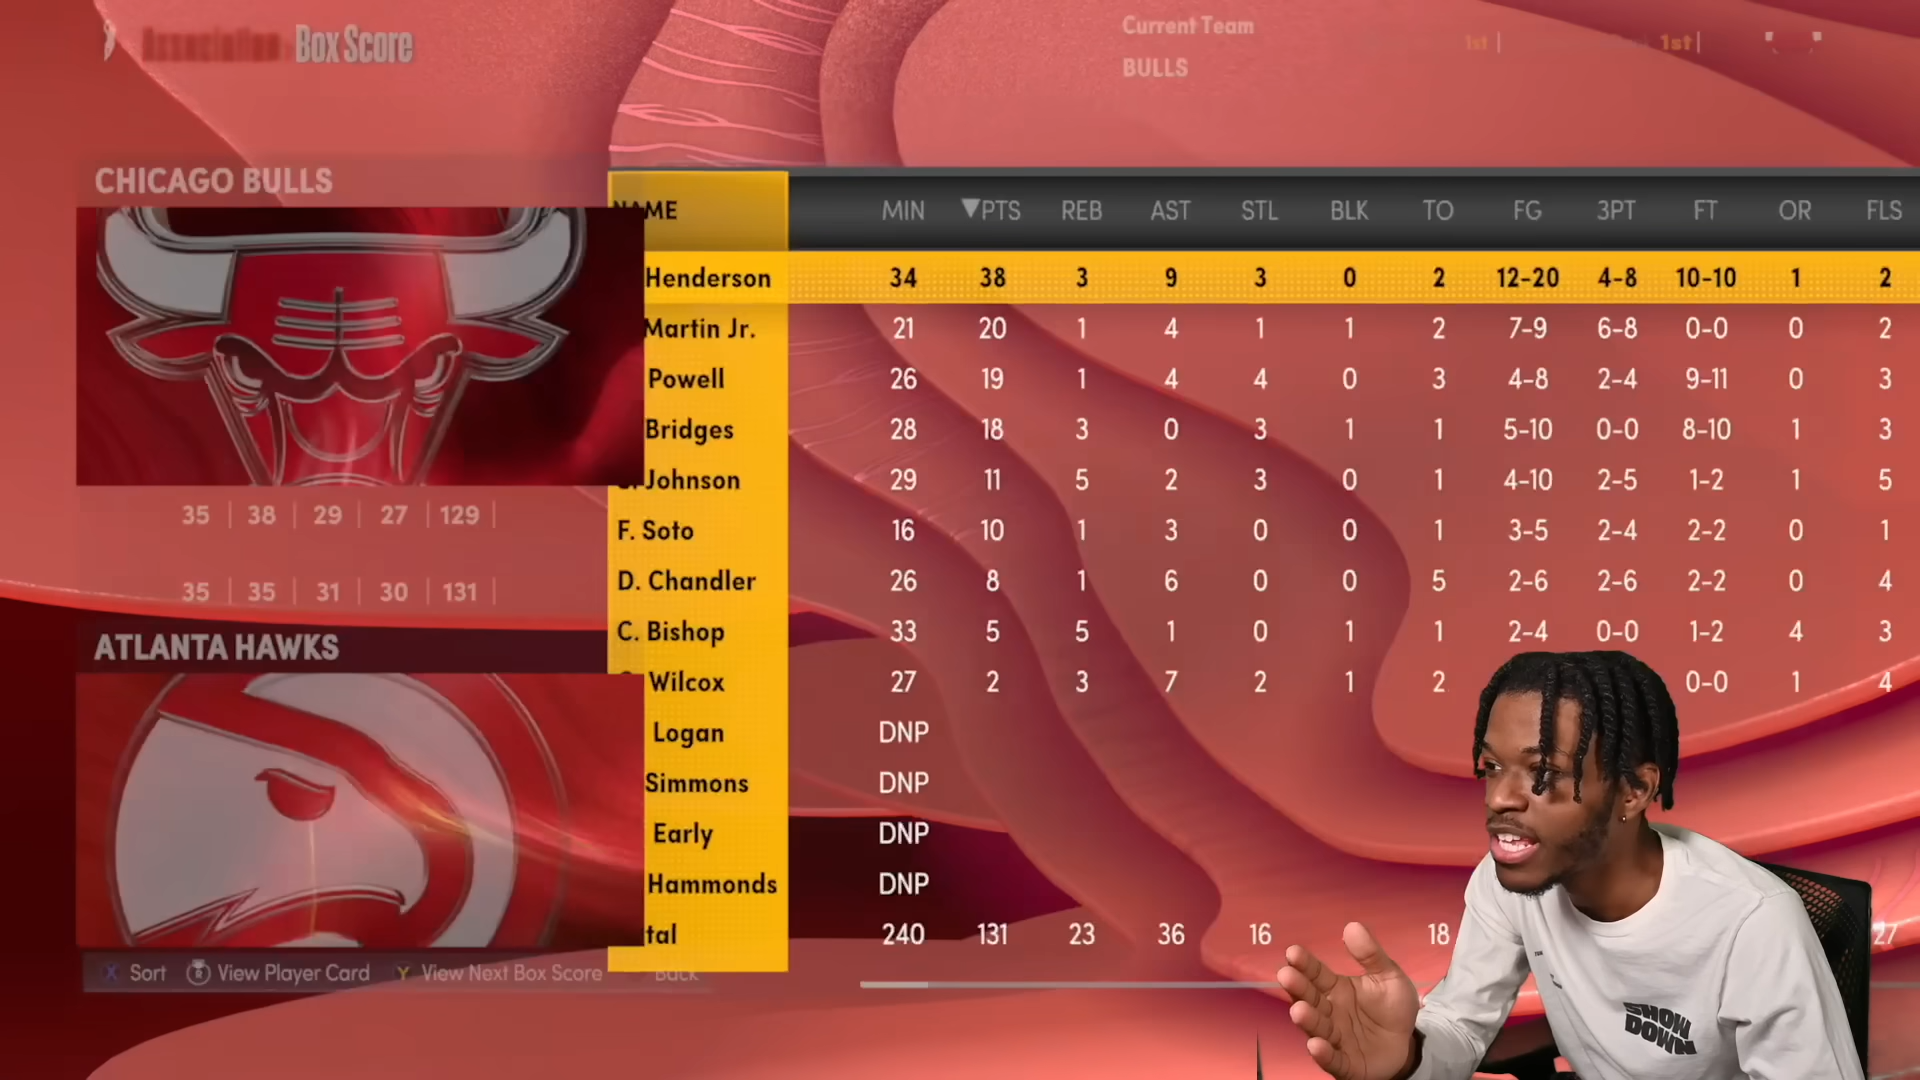 Association Box Score
Current Team
BULLS
1st |
1st |
CHICAGO BULLS
35 | 38 | 29 | 27 | 129 |
35 | 35 | 31 | 30 | 131 |
ATLANTA HAWKS
NAME MIN ▼PTS REB AST STL BLK TO FG 3PT FT OR FLS
Henderson 34 38 3 9 3 0 2 12-20 4-8 10-10 1 2
Martin Jr. 21 20 1 4 1 1 2 7-9 6-8 0-0 0 2
Powell 26 19 1 4 4 0 3 4-8 2-4 9-11 0 3
Bridges 28 18 3 0 3 1 1 5-10 0-0 8-10 1 3
Johnson 29 11 5 2 3 0 1 4-10 2-5 1-2 1 5
F. Soto 16 10 1 3 0 0 1 3-5 2-4 2-2 0 1
D. Chandler 26 8 1 6 0 0 5 2-6 2-6 2-2 0 4
C. Bishop 33 5 5 1 0 1 1 2-4 0-0 1-2 4 3
Wilcox 27 2 3 7 2 1 2 0-0 1 4
Logan DNP
Simmons DNP
Early DNP
Hammonds DNP
tal 240 131 23 36 16 18 27
X Sort R View Player Card Y View Next Box Score Back
SHOW
DOWN